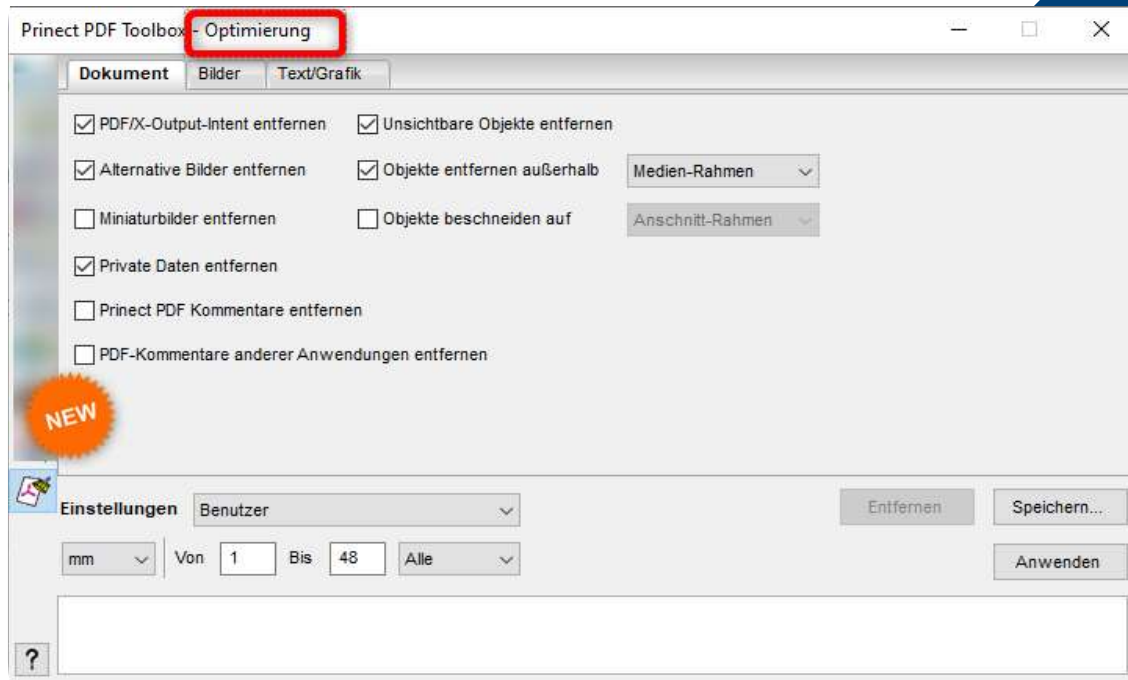 Prinect PDF Toolbox - Optimierung
Dokument Bilder Text/Grafik
PDF/X-Output-Intent entfernen Unsichtbare Objekte entfernen
Alternative Bilder entfernen Objekte entfernen außerhalb Medien-Rahmen
Miniaturbilder entfernen Objekte beschneiden auf Anschnitt-Rahmen
Private Daten entfernen
Prinect PDF Kommentare entfernen
PDF-Kommentare anderer Anwendungen entfernen
NEW
Einstellungen Benutzer Entfernen Speichern...
mm Von 1 Bis 48 Alle Anwenden
?